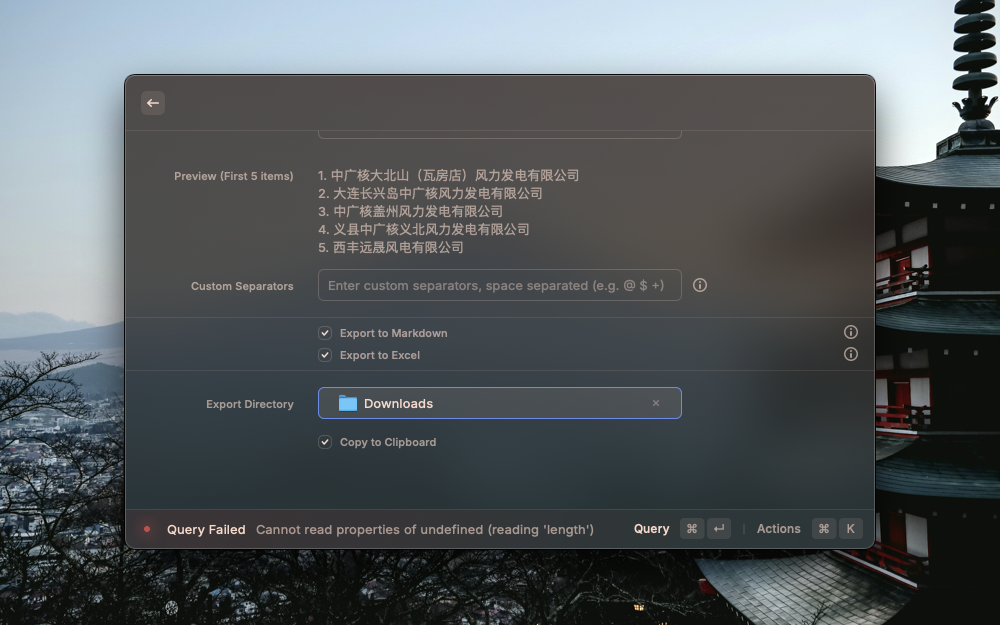 Preview (First 5 items)
1. 中广核大北山（瓦房店）风力发电有限公司
2. 大连长兴岛中广核风力发电有限公司
3. 中广核盖州风力发电有限公司
4. 义县中广核义北风力发电有限公司
5. 西丰远晟风电有限公司
Custom Separators
Enter custom separators, space separated (e.g. @ $ +)
Export to Markdown
Export to Excel
Export Directory
Downloads
Copy to Clipboard
Query Failed Cannot read properties of undefined (reading 'length')
Query ⌘ ↵ Actions ⌘ K